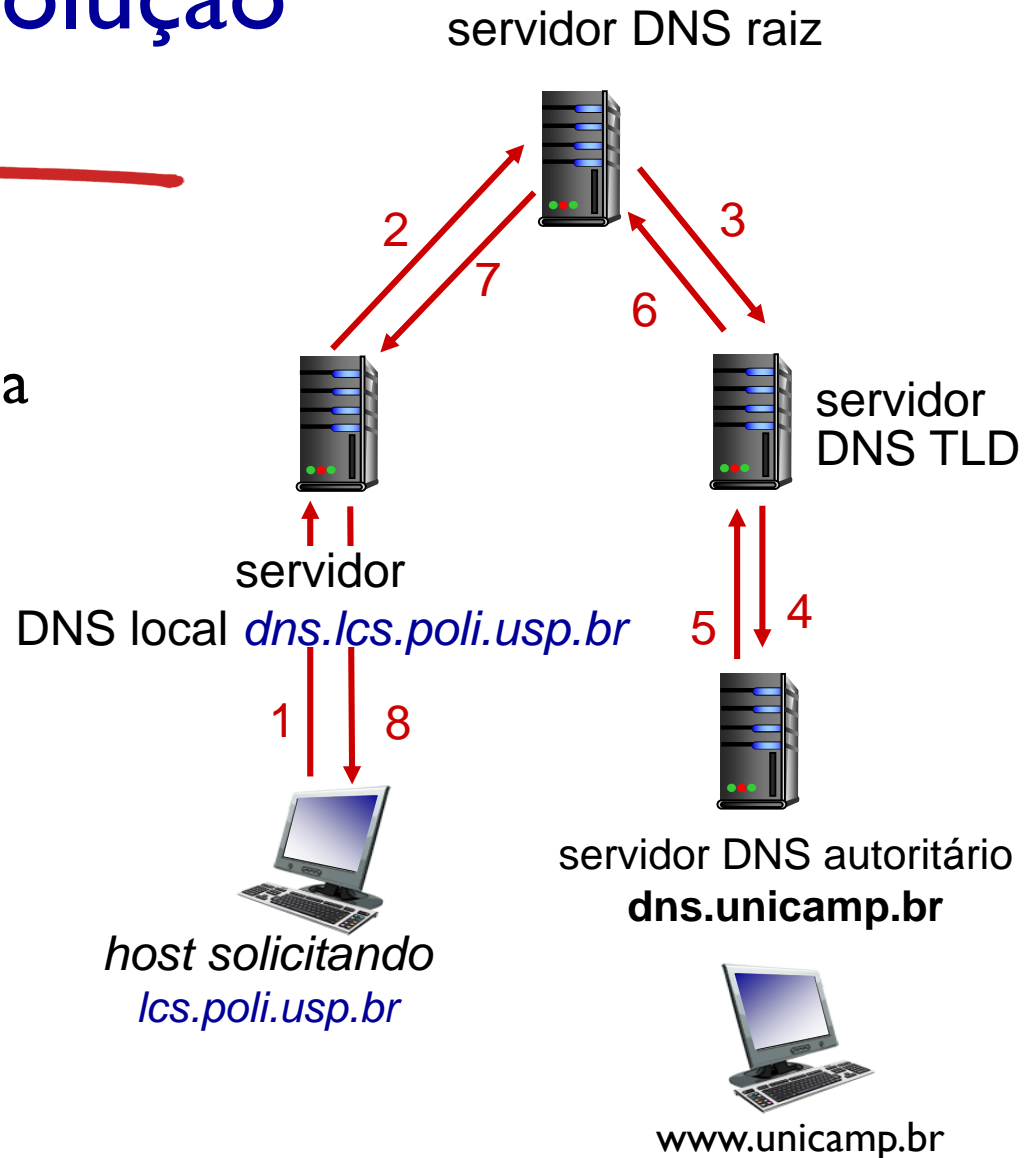 olução
servidor DNS raiz
2
7
3
6
a
servidor
DNS TLD
servidor
DNS local dns.lcs.poli.usp.br
5
4
1
8
servidor DNS autoritário
dns.unicamp.br
host solicitando
lcs.poli.usp.br
www.unicamp.br